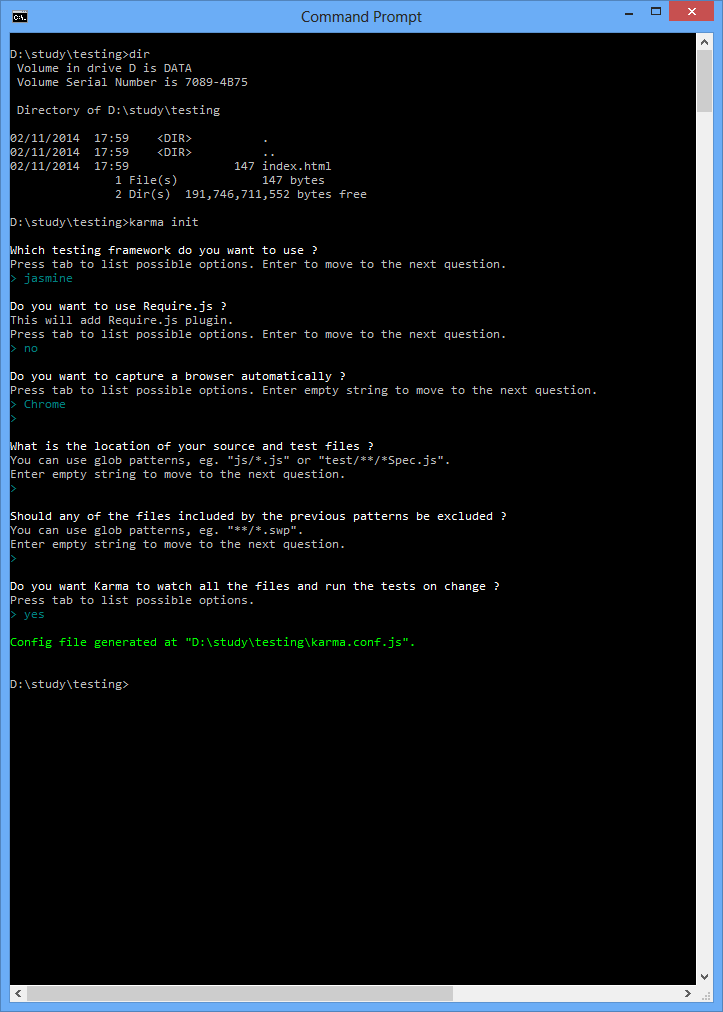 Command Prompt
D:\study\testing>dir
 Volume in drive D is DATA
 Volume Serial Number is 7089-4B75
 Directory of D:\study\testing
02/11/2014  17:59    <DIR>          .
02/11/2014  17:59    <DIR>          ..
02/11/2014  17:59               147 index.html
               1 File(s)            147 bytes
               2 Dir(s)  191,746,711,552 bytes free
D:\study\testing>karma init
Which testing framework do you want to use ?
Press tab to list possible options. Enter to move to the next question.
> jasmine
Do you want to use Require.js ?
This will add Require.js plugin.
Press tab to list possible options. Enter to move to the next question.
> no
Do you want to capture a browser automatically ?
Press tab to list possible options. Enter empty string to move to the next question.
> Chrome
>
What is the location of your source and test files ?
You can use glob patterns, eg. "js/*.js" or "test/**/*Spec.js".
Enter empty string to move to the next question.
>
Should any of the files included by the previous patterns be excluded ?
You can use glob patterns, eg. "**/*.swp".
Enter empty string to move to the next question.
>
Do you want Karma to watch all the files and run the tests on change ?
Press tab to list possible options.
> yes
Config file generated at "D:\study\testing\karma.conf.js".
D:\study\testing>